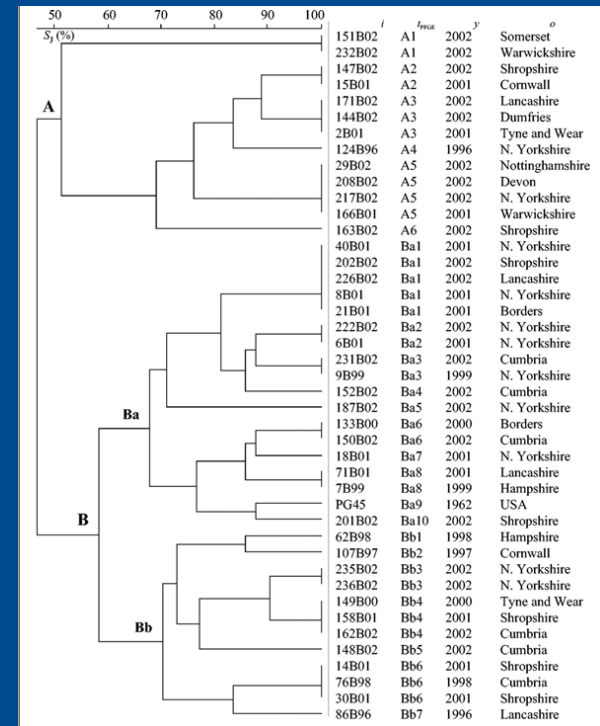 50 60 70 80 90 100 i tPFGE y o
SJ (%)
151B02 A1 2002 Somerset
232B02 A1 2002 Warwickshire
147B02 A2 2002 Shropshire
15B01 A2 2001 Cornwall
171B02 A3 2002 Lancashire
A
144B02 A3 2002 Dumfries
2B01 A3 2001 Tyne and Wear
124B96 A4 1996 N. Yorkshire
29B02 A5 2002 Nottinghamshire
208B02 A5 2002 Devon
217B02 A5 2002 N. Yorkshire
166B01 A5 2001 Warwickshire
163B02 A6 2002 Shropshire
40B01 Ba1 2001 N. Yorkshire
202B02 Ba1 2002 Shropshire
226B02 Ba1 2002 Lancashire
8B01 Ba1 2001 N. Yorkshire
21B01 Ba1 2001 Borders
222B02 Ba2 2002 N. Yorkshire
6B01 Ba2 2001 N. Yorkshire
231B02 Ba3 2002 Cumbria
9B99 Ba3 1999 N. Yorkshire
152B02 Ba4 2002 Cumbria
187B02 Ba5 2002 N. Yorkshire
Ba
133B00 Ba6 2000 Borders
150B02 Ba6 2002 Cumbria
18B01 Ba7 2001 N. Yorkshire
71B01 Ba8 2001 Lancashire
7B99 Ba8 1999 Hampshire
PG45 Ba9 1962 USA
B
201B02 Ba10 2002 Shropshire
62B98 Bb1 1998 Hampshire
107B97 Bb2 1997 Cornwall
235B02 Bb3 2002 N. Yorkshire
236B02 Bb3 2002 N. Yorkshire
149B00 Bb4 2000 Tyne and Wear
158B01 Bb4 2001 Shropshire
Bb
162B02 Bb4 2002 Cumbria
148B02 Bb5 2002 Cumbria
14B01 Bb6 2001 Shropshire
76B98 Bb6 1998 Cumbria
30B01 Bb6 2001 Shropshire
86B96 Bb7 1996 Lancashire